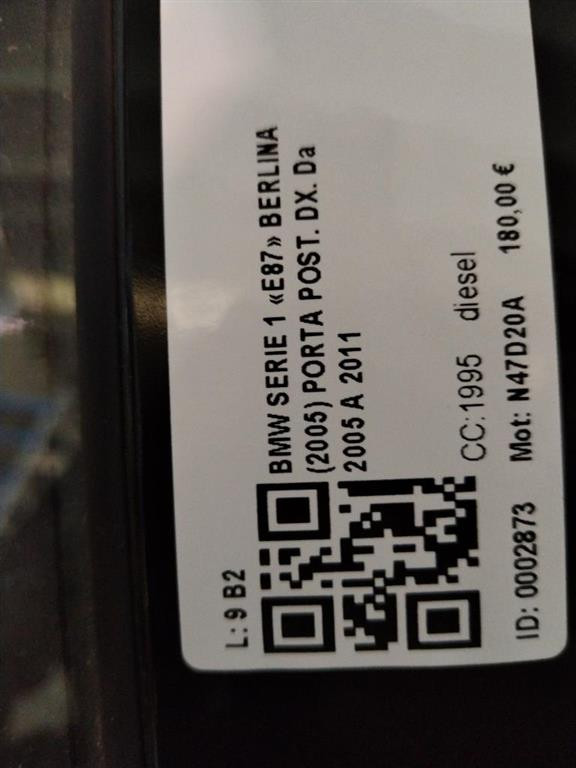 L: 9 B2
BMW SERIE 1 «E87» BERLINA
(2005) PORTA POST. DX. Da
2005 A 2011
CC:1995 diesel
ID: 0002873 Mot: N47D20A 180,00 €